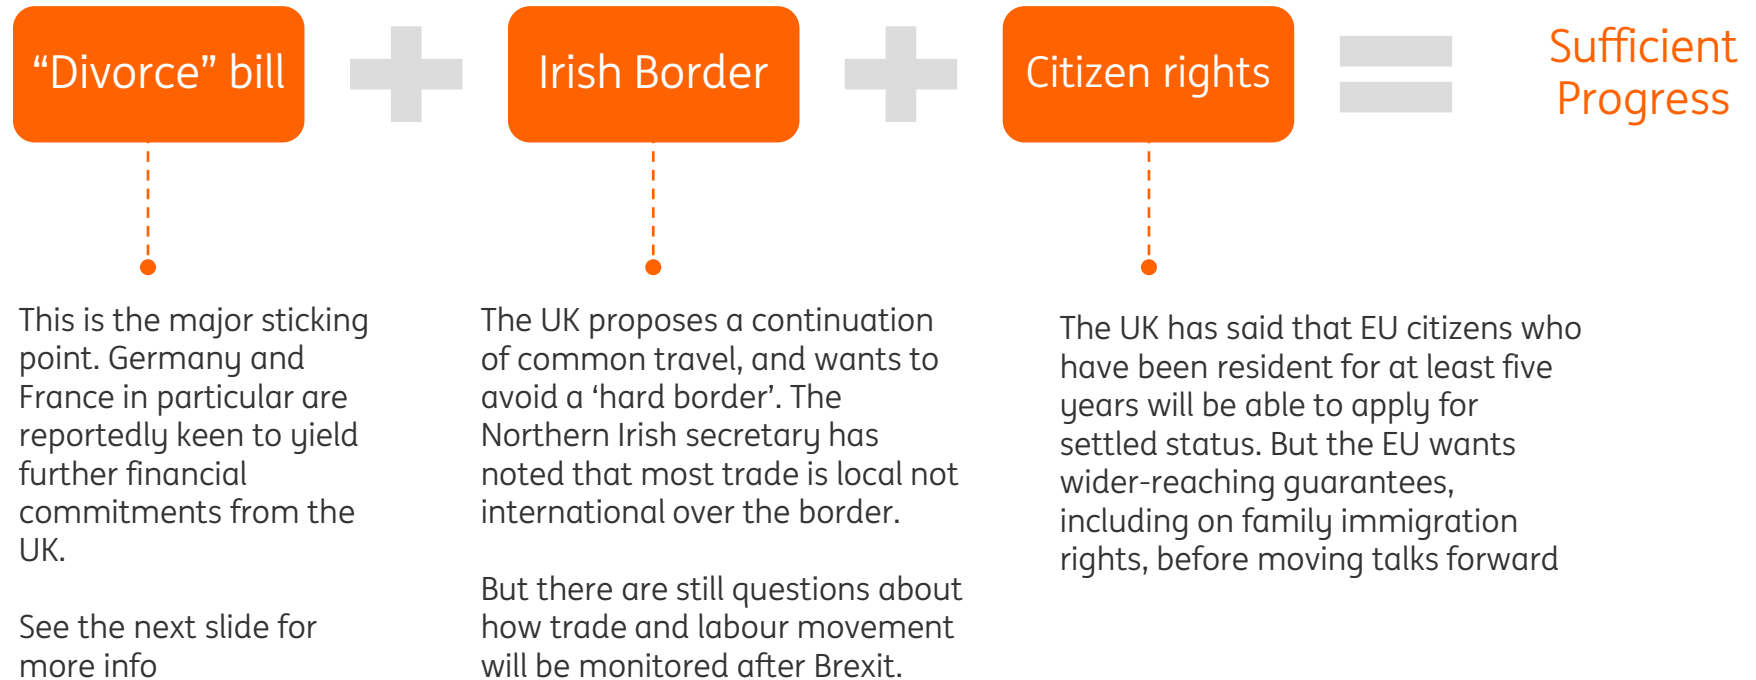 “Divorce” bill
Irish Border
Citizen rights
Sufficient
Progress
This is the major sticking
point. Germany and
France in particular are
reportedly keen to yield
further financial
commitments from the
UK.
See the next slide for
more info
The UK proposes a continuation
of common travel, and wants to
avoid a ‘hard border’. The
Northern Irish secretary has
noted that most trade is local not
international over the border.
But there are still questions about
how trade and labour movement
will be monitored after Brexit.
The UK has said that EU citizens who
have been resident for at least five
years will be able to apply for
settled status. But the EU wants
wider-reaching guarantees,
including on family immigration
rights, before moving talks forward